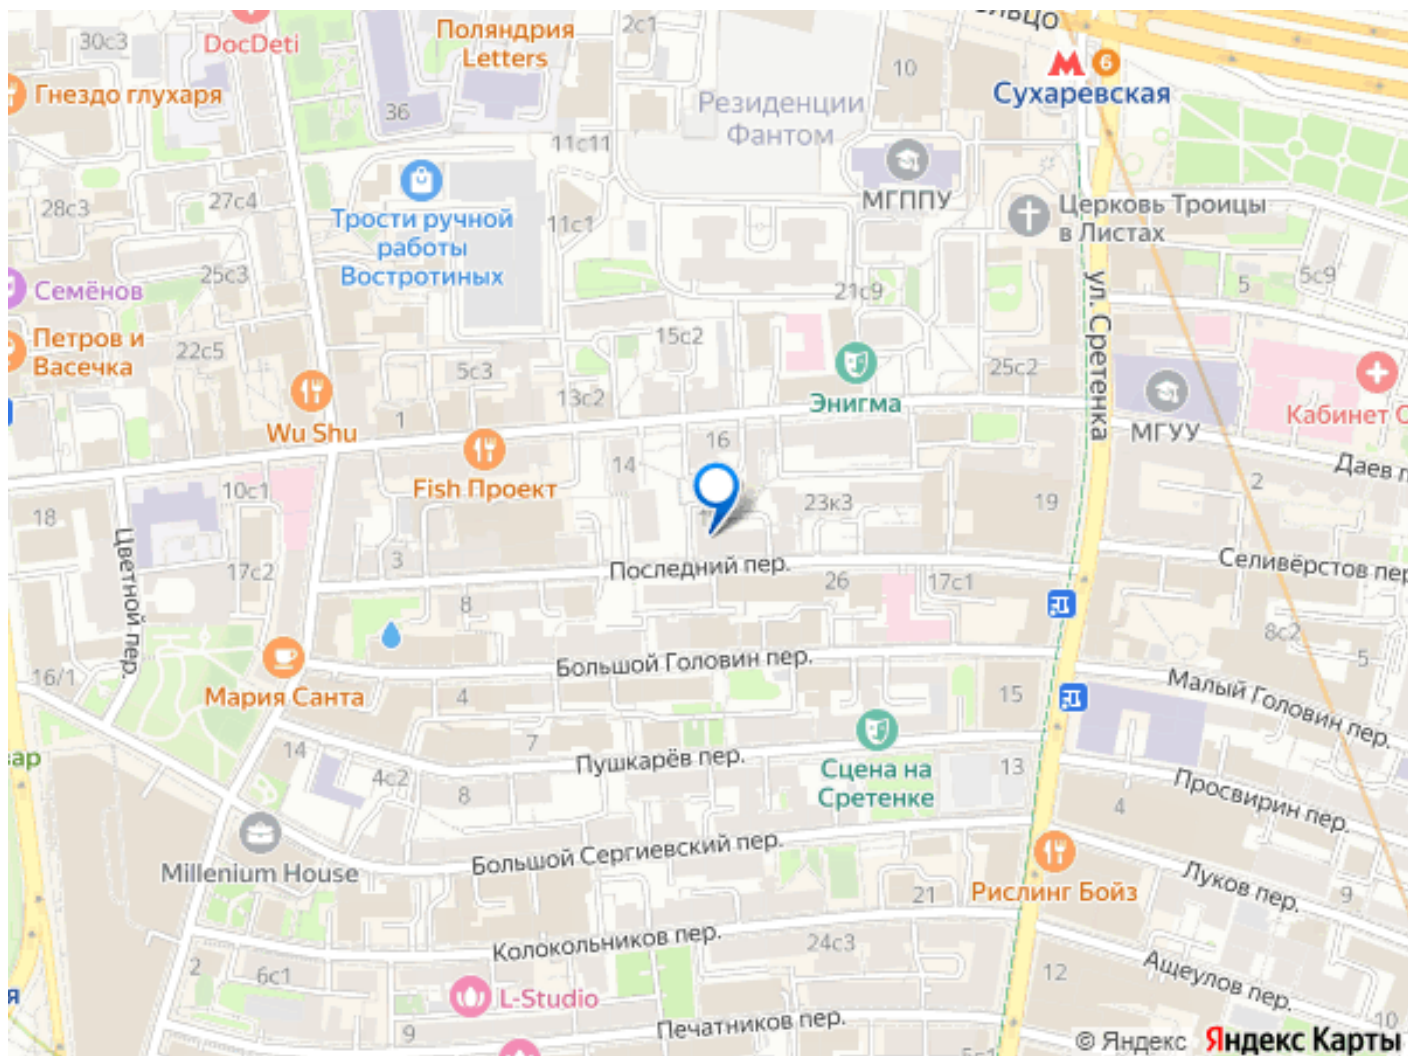 30с3
DocDeti
Поляндрия
Letters
2с1
10
6
Сухаревская
Гнездо глухаря
36
Резиденции
Фантом
11с11
МГППУ
28с3
27с4
Трости ручной
работы
Востротиных
11с1
Церковь Троицы
в Листах
25с3
Семёнов
21с9
5
5с9
ул. Сретенка
Петров и
Васечка
22с5
15с2
5с3
13с2
Энигма
25с2
1
Wu Shu
16
МГУУ
Кабинет О
14
Fish Проект
Даев п
10с1
18
23к3
19
2
Цветной пер.
3
Последний пер.
Селивёрстов пер
17с2
8
26
17с1
8с2
5
16/1
Большой Головин пер.
Мария Санта
4
15
Малый Головин пер.
14
7
Пушкарёв пер.
вар
4с2
8
Сцена на
Сретенке
13
Просвирин пер.
4
Millenium House
Большой Сергиевский пер.
Рислинг Бойз
Луков пер.
9
21
Колокольников пер.
24с3
2
6с1
12
Ащеулов пер.
я
L-Studio
9
Печатников пер.
10
© Яндекс Яндекс Карты